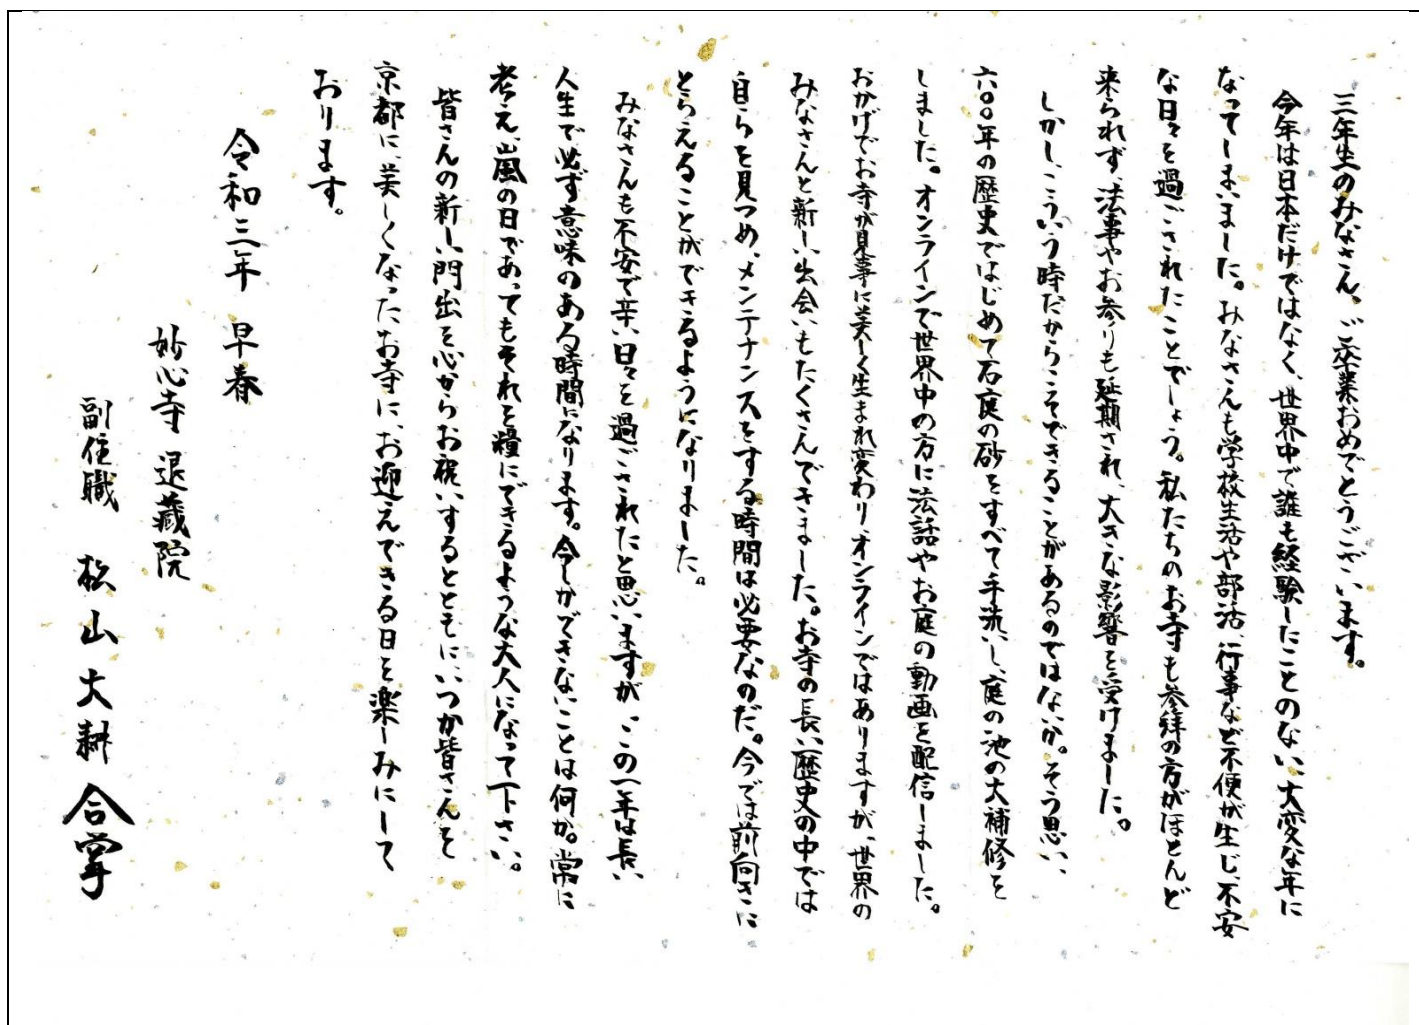 三年生のみなさん、ご卒業おめでとうございます。
今年は日本だけではなく、世界中で誰も経験したことのない、大変な年に
なってしまいました。みなさんも学校生活や部活、行事など不便が生じ、不安
な日々を過ごされたことでしょう。私たちのお寺も参拝の方がほとんど
来られず、法事やお参りも延期され、大きな影響を受けました。
しかし、こういう時だからこそできることがあるのではないか。そう思い、
六〇〇年の歴史ではじめて石庭の砂をすべて手洗いし、庭の池の大補修を
しました。オンラインで世界中の方に法話やお庭の動画を配信しました。
おかげでお寺が見事に美しく生まれ変わりオンラインではありますが、世界の
みなさんと新しい出会いもたくさんできました。お寺の長い歴史の中では
自らを見つめ、メンテナンスをする時間は必要なのだ。今では前向きに
とらえることができるようになりました。
みなさんも不安で辛い日々を過ごされたと思いますが、この一年は長い
人生で必ず意味のある時間になります。今しかできないことは何か。常に
考え、嵐の日であってもそれを糧にできるような大人になって下さい。
皆さんの新しい門出を心からお祝いするとともに、いつか皆さんを
京都に、美しくなったお寺に、お迎えできる日を楽しみにして
おります。
令和三年 早春
妙心寺 退蔵院
副住職 松山大耕 合掌